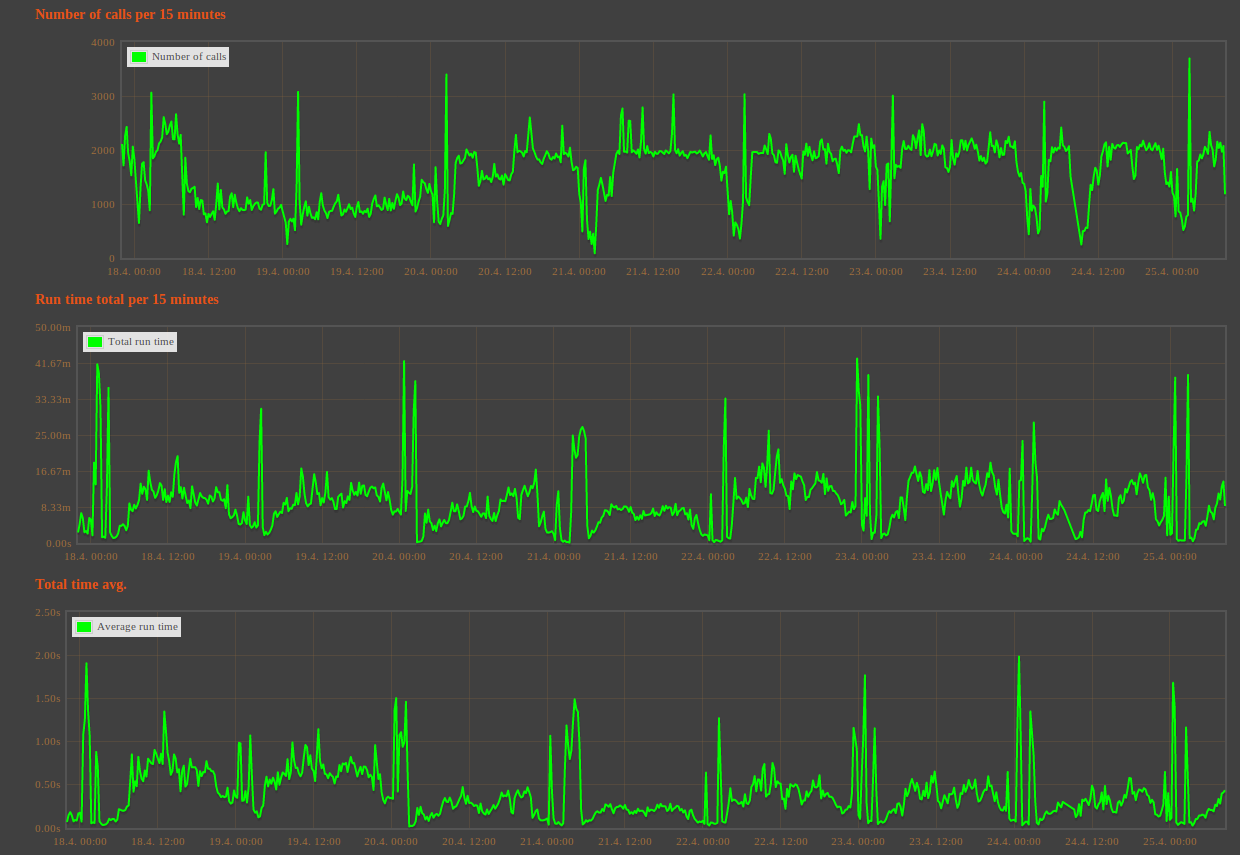 Number of calls per 15 minutes
4000
Number of calls
3000
2000
1000
0
18.4. 00:00 18.4. 12:00 19.4. 00:00 19.4. 12:00 20.4. 00:00 20.4. 12:00 21.4. 00:00 21.4. 12:00 22.4. 00:00 22.4. 12:00 23.4. 00:00 23.4. 12:00 24.4. 00:00 24.4. 12:00 25.4. 00:00
Run time total per 15 minutes
50.00m
Total run time
41.67m
33.33m
25.00m
16.67m
8.33m
0.00s
18.4. 00:00 18.4. 12:00 19.4. 00:00 19.4. 12:00 20.4. 00:00 20.4. 12:00 21.4. 00:00 21.4. 12:00 22.4. 00:00 22.4. 12:00 23.4. 00:00 23.4. 12:00 24.4. 00:00 24.4. 12:00 25.4. 00:00
Total time avg.
2.50s
Average run time
2.00s
1.50s
1.00s
0.50s
0.00s
18.4. 00:00 18.4. 12:00 19.4. 00:00 19.4. 12:00 20.4. 00:00 20.4. 12:00 21.4. 00:00 21.4. 12:00 22.4. 00:00 22.4. 12:00 23.4. 00:00 23.4. 12:00 24.4. 00:00 24.4. 12:00 25.4. 00:00